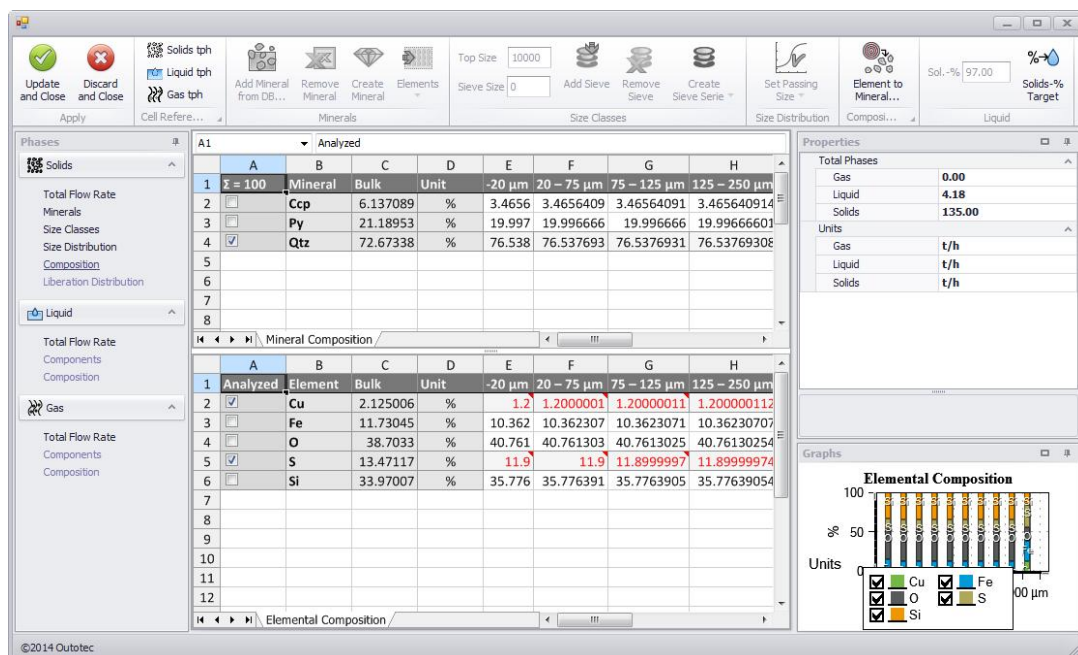 Update and Close
Discard and Close
Solids tph
Liquid tph
Gas tph
Add Mineral from DB...
Remove Mineral
Create Mineral
Elements
Top Size 10000
Sieve Size 0
Add Sieve
Remove Sieve
Create Sieve Serie
Set Passing Size
Element to Mineral...
Sol.-% 97.00
Solids-% Target
Apply
Cell Refere...
Minerals
Size Classes
Size Distribution
Composi...
Liquid
Phases
Solids
Total Flow Rate
Minerals
Size Classes
Size Distribution
Composition
Liberation Distribution
Liquid
Total Flow Rate
Components
Composition
Gas
Total Flow Rate
Components
Composition
A1 Analyzed
A B C D E F G H
1 Σ = 100 Mineral Bulk Unit -20 µm 20 – 75 µm 75 – 125 µm 125 – 250 µm
2 Ccp 6.137089 % 3.4656 3.4656409 3.46564091 3.465640914
3 Py 21.18953 % 19.997 19.996666 19.996666 19.99666601
4 Qtz 72.67338 % 76.538 76.537693 76.5376931 76.53769308
5
6
7
8
Mineral Composition
A B C D E F G H
1 Analyzed Element Bulk Unit -20 µm 20 – 75 µm 75 – 125 µm 125 – 250 µm
2 Cu 2.125006 % 1.2 1.2000001 1.20000011 1.200000112
3 Fe 11.73045 % 10.362 10.362307 10.3623071 10.36230707
4 O 38.7033 % 40.761 40.761303 40.7613025 40.76130254
5 S 13.47117 % 11.9 11.9 11.8999997 11.89999974
6 Si 33.97007 % 35.776 35.776391 35.7763905 35.77639054
7
8
9
10
11
12
Elemental Composition
Properties
Total Phases
Gas 0.00
Liquid 4.18
Solids 135.00
Units
Gas t/h
Liquid t/h
Solids t/h
Graphs
Elemental Composition
100
%
50
Units
0
Cu Fe
O S
Si
00 µm
©2014 Outotec